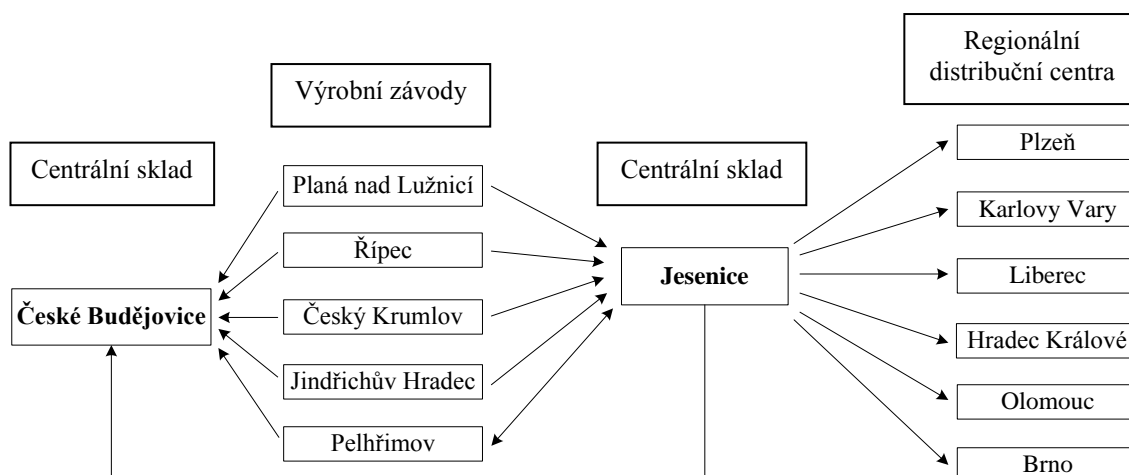 Regionální
distribuční centra
Výrobní závody
Centrální sklad
Centrální sklad
Plzeň
Planá nad Lužnicí
Karlovy Vary
Řípec
Jesenice
Liberec
České Budějovice
Český Krumlov
Hradec Králové
Jindřichův Hradec
Olomouc
Pelhřimov
Brno